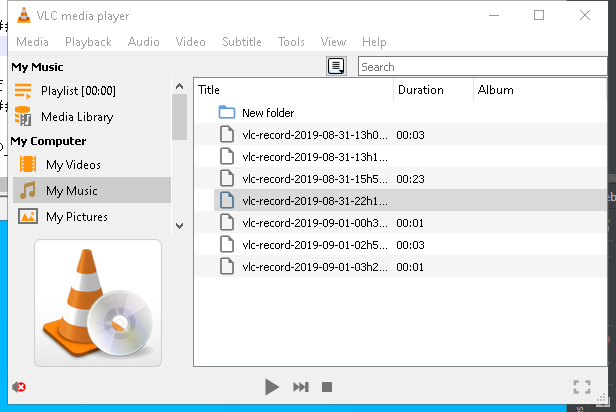 VLC media player
Media Playback Audio Video Subtitle Tools View Help
My Music
Search
Playlist [00:00]
Media Library
My Computer
My Videos
My Music
My Pictures
Title Duration Album
New folder
vlc-record-2019-08-31-13h0... 00:03
vlc-record-2019-08-31-13h1...
vlc-record-2019-08-31-15h5... 00:23
vlc-record-2019-08-31-22h1...
vlc-record-2019-09-01-00h3... 00:01
vlc-record-2019-09-01-02h5... 00:03
vlc-record-2019-09-01-03h2... 00:01